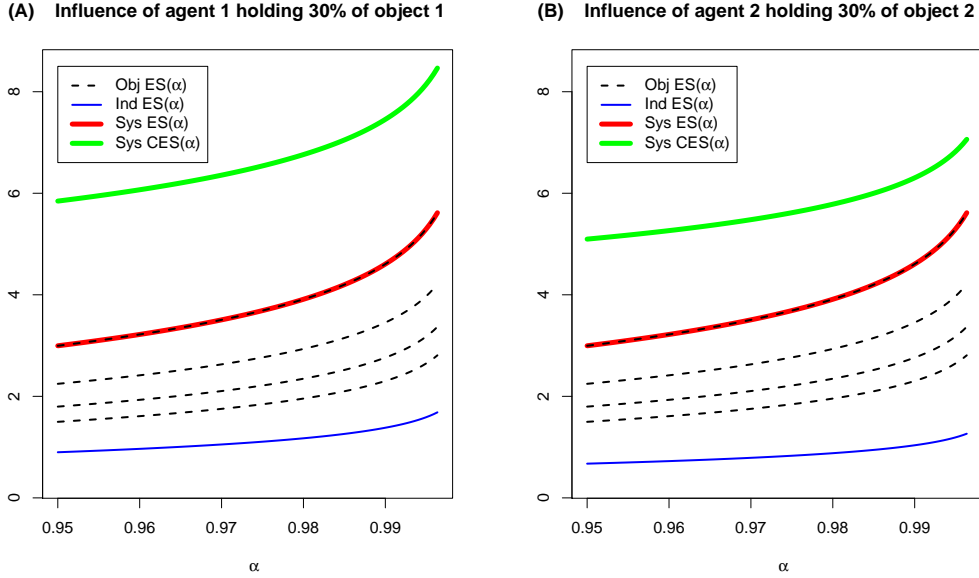 (A) Influence of agent 1 holding 30% of object 1
Obj ES(α)
Ind ES(α)
Sys ES(α)
Sys CES(α)
8
6
4
2
0
0.95 0.96 0.97 0.98 0.99
α
(B) Influence of agent 2 holding 30% of object 2
Obj ES(α)
Ind ES(α)
Sys ES(α)
Sys CES(α)
8
6
4
2
0
0.95 0.96 0.97 0.98 0.99
α